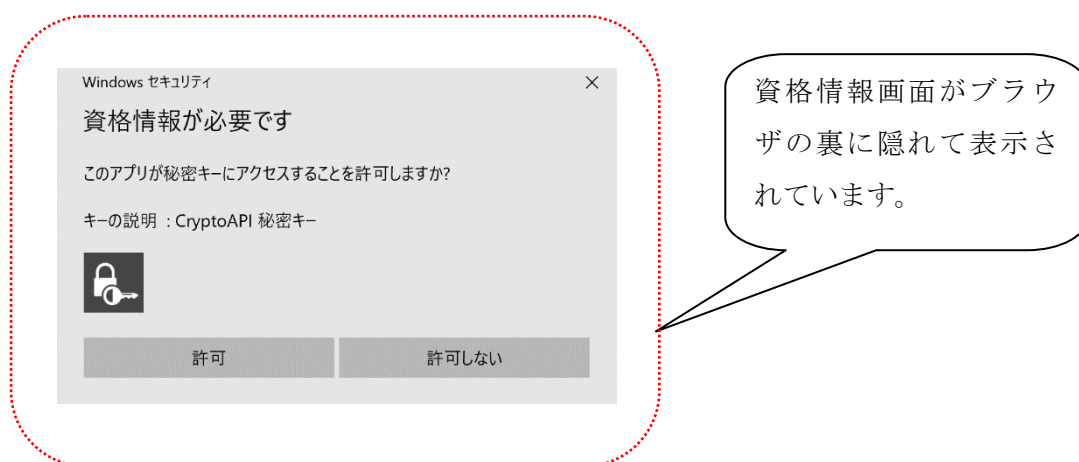 Windows セキュリティ
資格情報が必要です
このアプリが秘密キーにアクセスすることを許可しますか?
キーの説明 : CryptoAPI 秘密キー
許可
許可しない
資格情報画面がブラウ
ザの裏に隠れて表示さ
れています。